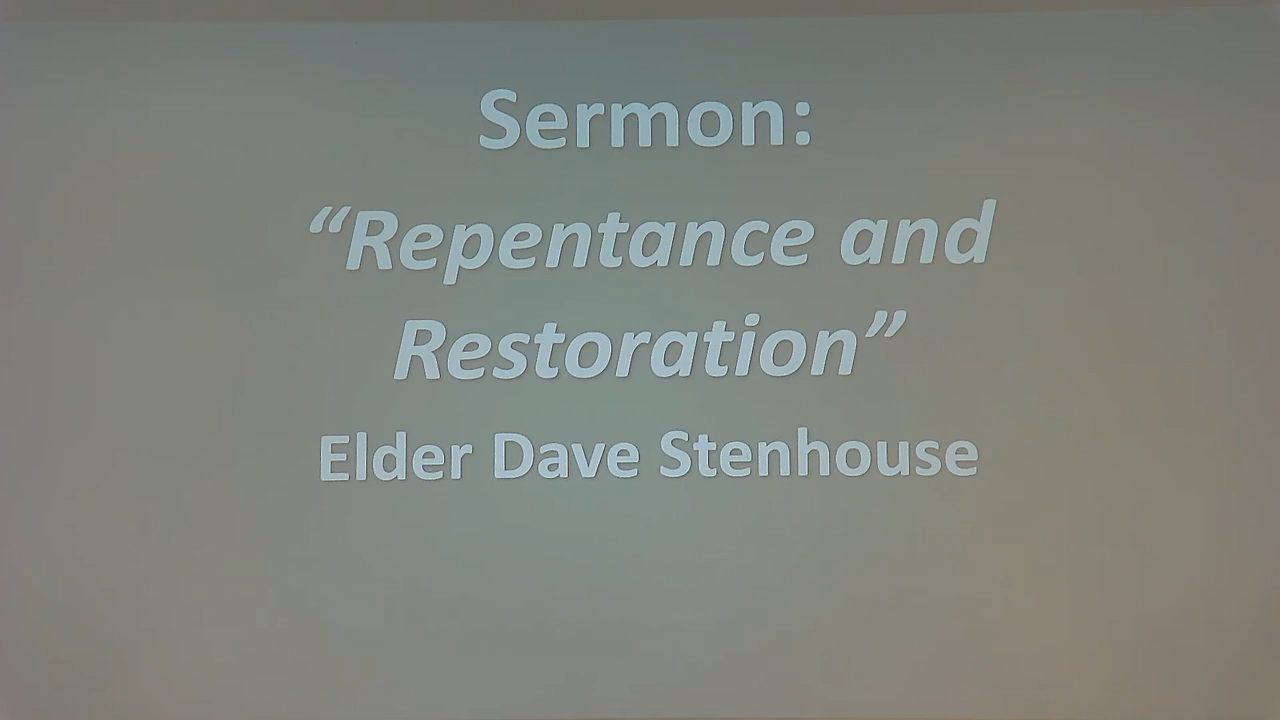 Sermon:
“Repentance and
Restoration”
Elder Dave Stenhouse